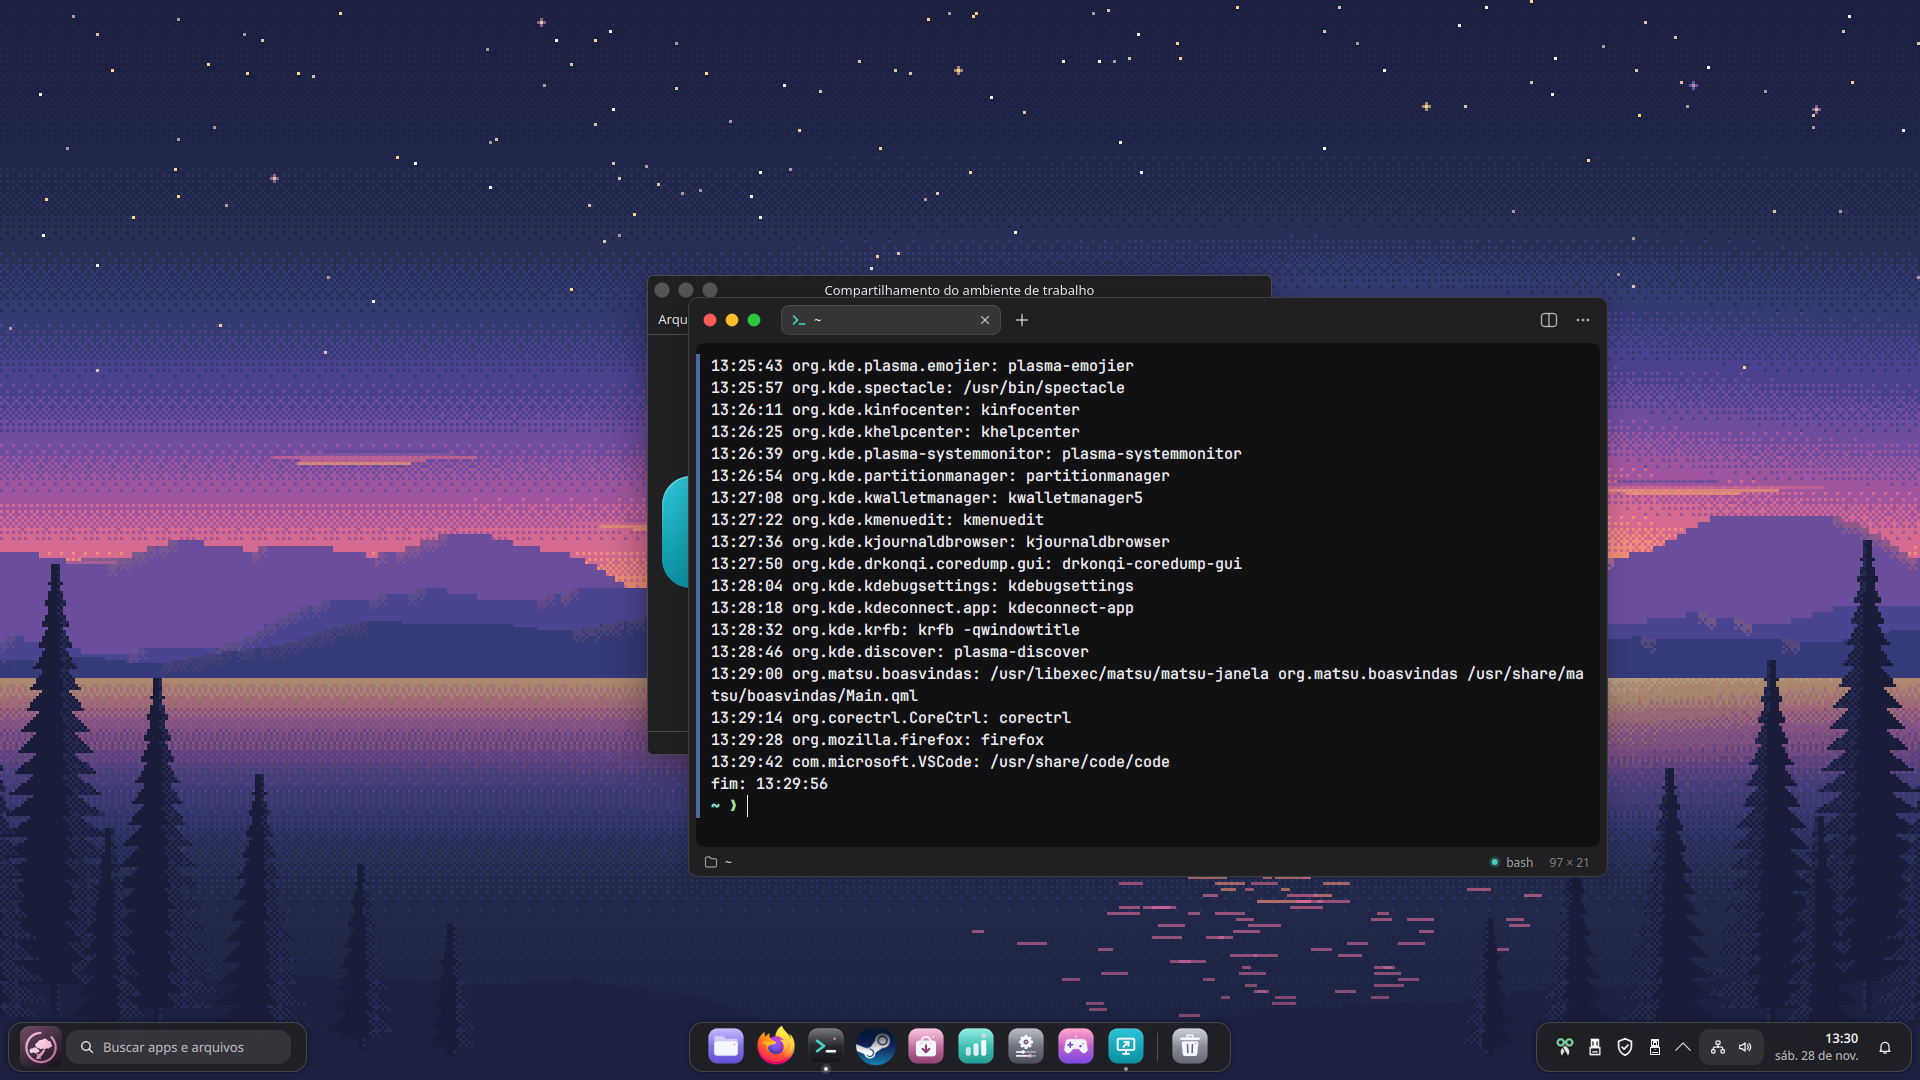 Compartilhamento do ambiente de trabalho
Arqu
~
13:25:43 org.kde.plasma.emojier: plasma-emojier
13:25:57 org.kde.spectacle: /usr/bin/spectacle
13:26:11 org.kde.kinfocenter: kinfocenter
13:26:25 org.kde.khelpcenter: khelpcenter
13:26:39 org.kde.plasma-systemmonitor: plasma-systemmonitor
13:26:54 org.kde.partitionmanager: partitionmanager
13:27:08 org.kde.kwalletmanager: kwalletmanager5
13:27:22 org.kde.kmenuedit: kmenuedit
13:27:36 org.kde.kjournaldbrowser: kjournaldbrowser
13:27:50 org.kde.drkonqi.coredump.gui: drkonqi-coredump-gui
13:28:04 org.kde.kdebugsettings: kdebugsettings
13:28:18 org.kde.kdeconnect.app: kdeconnect-app
13:28:32 org.kde.krfb: krfb -qwindowtitle
13:28:46 org.kde.discover: plasma-discover
13:29:00 org.matsu.boasvindas: /usr/libexec/matsu/matsu-janela org.matsu.boasvindas /usr/share/ma
tsu/boasvindas/Main.qml
13:29:14 org.corectrl.CoreCtrl: corectrl
13:29:28 org.mozilla.firefox: firefox
13:29:42 com.microsoft.VSCode: /usr/share/code/code
fim: 13:29:56
~ ❯
~
bash 97 × 21
Buscar apps e arquivos
13:30
sáb. 28 de nov.